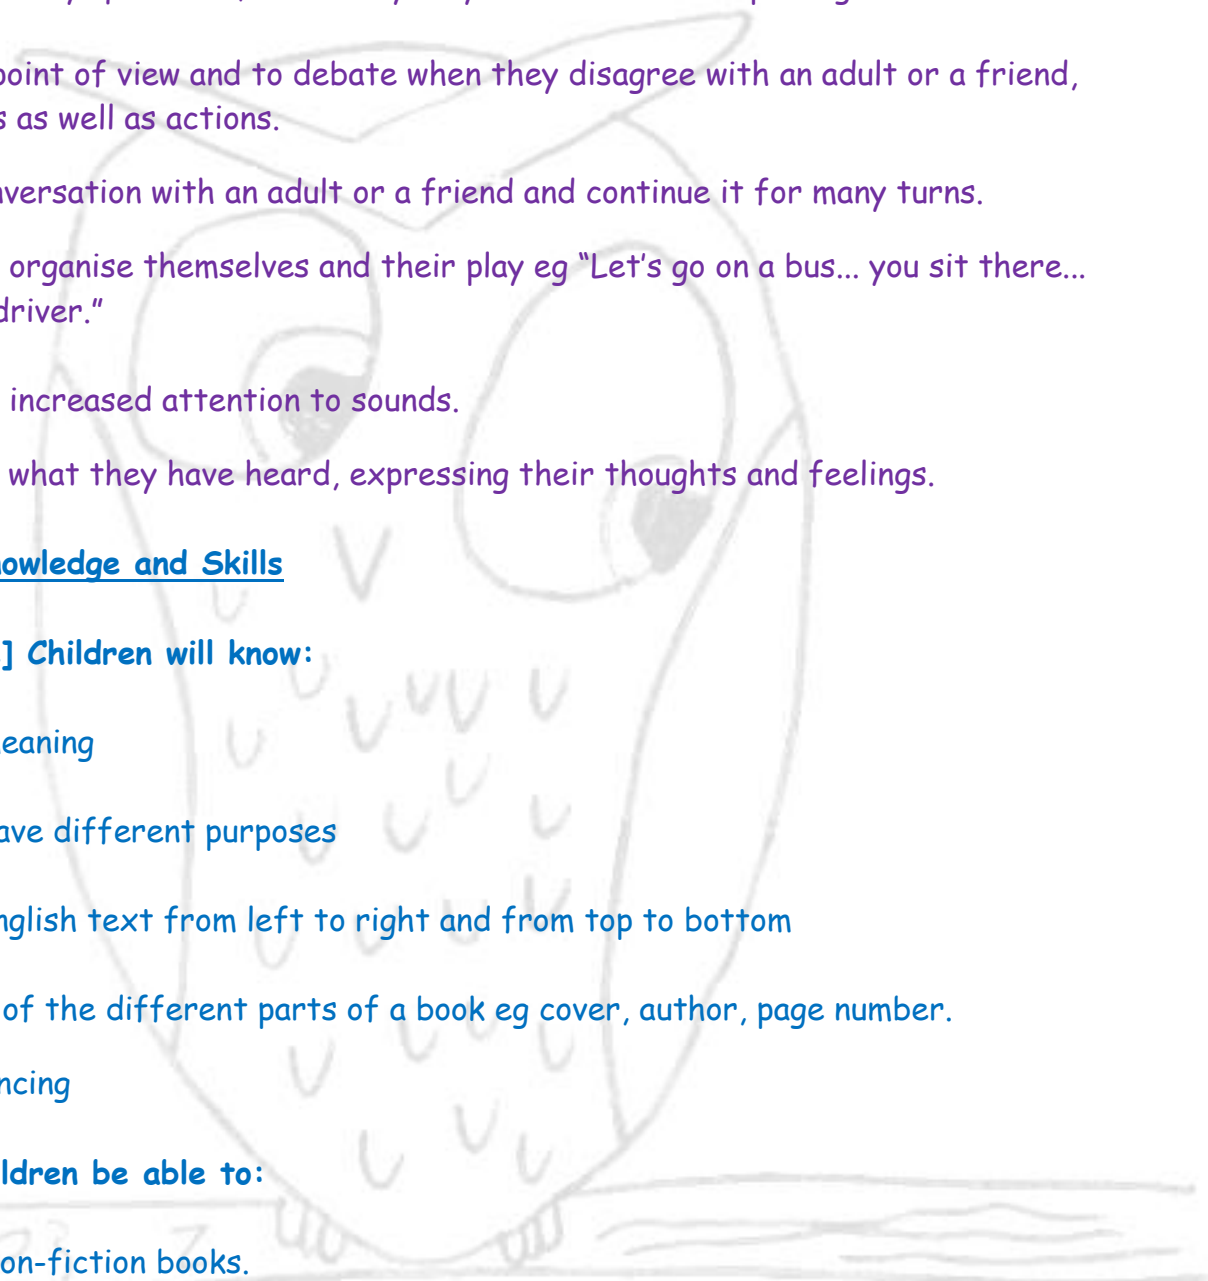 point of view and to debate when they disagree with an adult or a friend,
s as well as actions.
nversation with an adult or a friend and continue it for many turns.
organise themselves and their play eg “Let’s go on a bus... you sit there...
driver.”
increased attention to sounds.
what they have heard, expressing their thoughts and feelings.
nowledge and Skills
] Children will know:
eaning
ave different purposes
nglish text from left to right and from top to bottom
of the different parts of a book eg cover, author, page number.
ncing
ldren be able to:
on-fiction books.